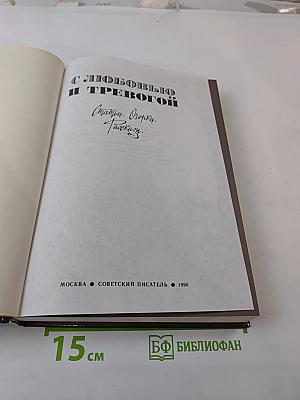 С ЛЮБОВЬЮ
И ТРЕВОГОЙ
Статьи. Очерки.
Рассказы.
МОСКВА ● СОВЕТСКИЙ ПИСАТЕЛЬ ● 1990
15 см
БФ БИБЛИОФАН